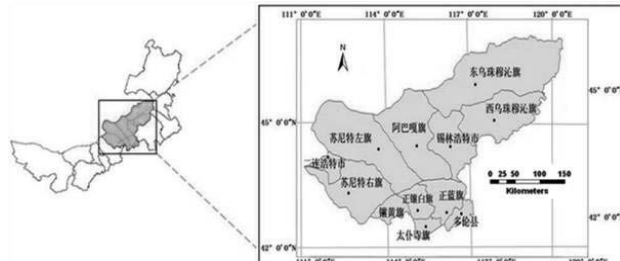 111° 0'0"E
114° 0'0"E
117° 0'0"E
120° 0'0"E
N
东乌珠穆沁旗
45° 0'0"N
西乌珠穆沁旗
45° 0'0"N
阿巴嘎旗
苏尼特左旗
锡林浩特市
二连浩特市
苏尼特右旗
0 25 50 100 150
Kilometers
正镶白旗
正蓝旗
镶黄旗
多伦县
42° 0'0"N
太仆寺旗
42° 0'0"N